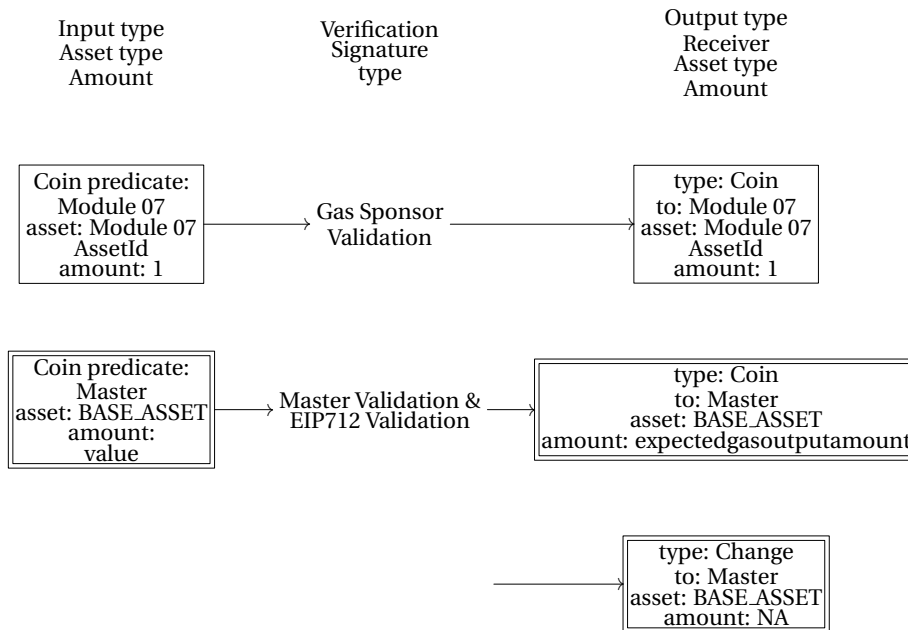 Input type
Asset type
Amount
Verification
Signature
type
Output type
Receiver
Asset type
Amount
Coin predicate:
Module 07
asset: Module 07
AssetId
amount: 1
Gas Sponsor
Validation
type: Coin
to: Module 07
asset: Module 07
AssetId
amount: 1
Coin predicate:
Master
asset: BASE_ASSET
amount:
value
Master Validation &
EIP712 Validation
type: Coin
to: Master
asset: BASE_ASSET
amount: expectedgasoutputamount
type: Change
to: Master
asset: BASE_ASSET
amount: NA